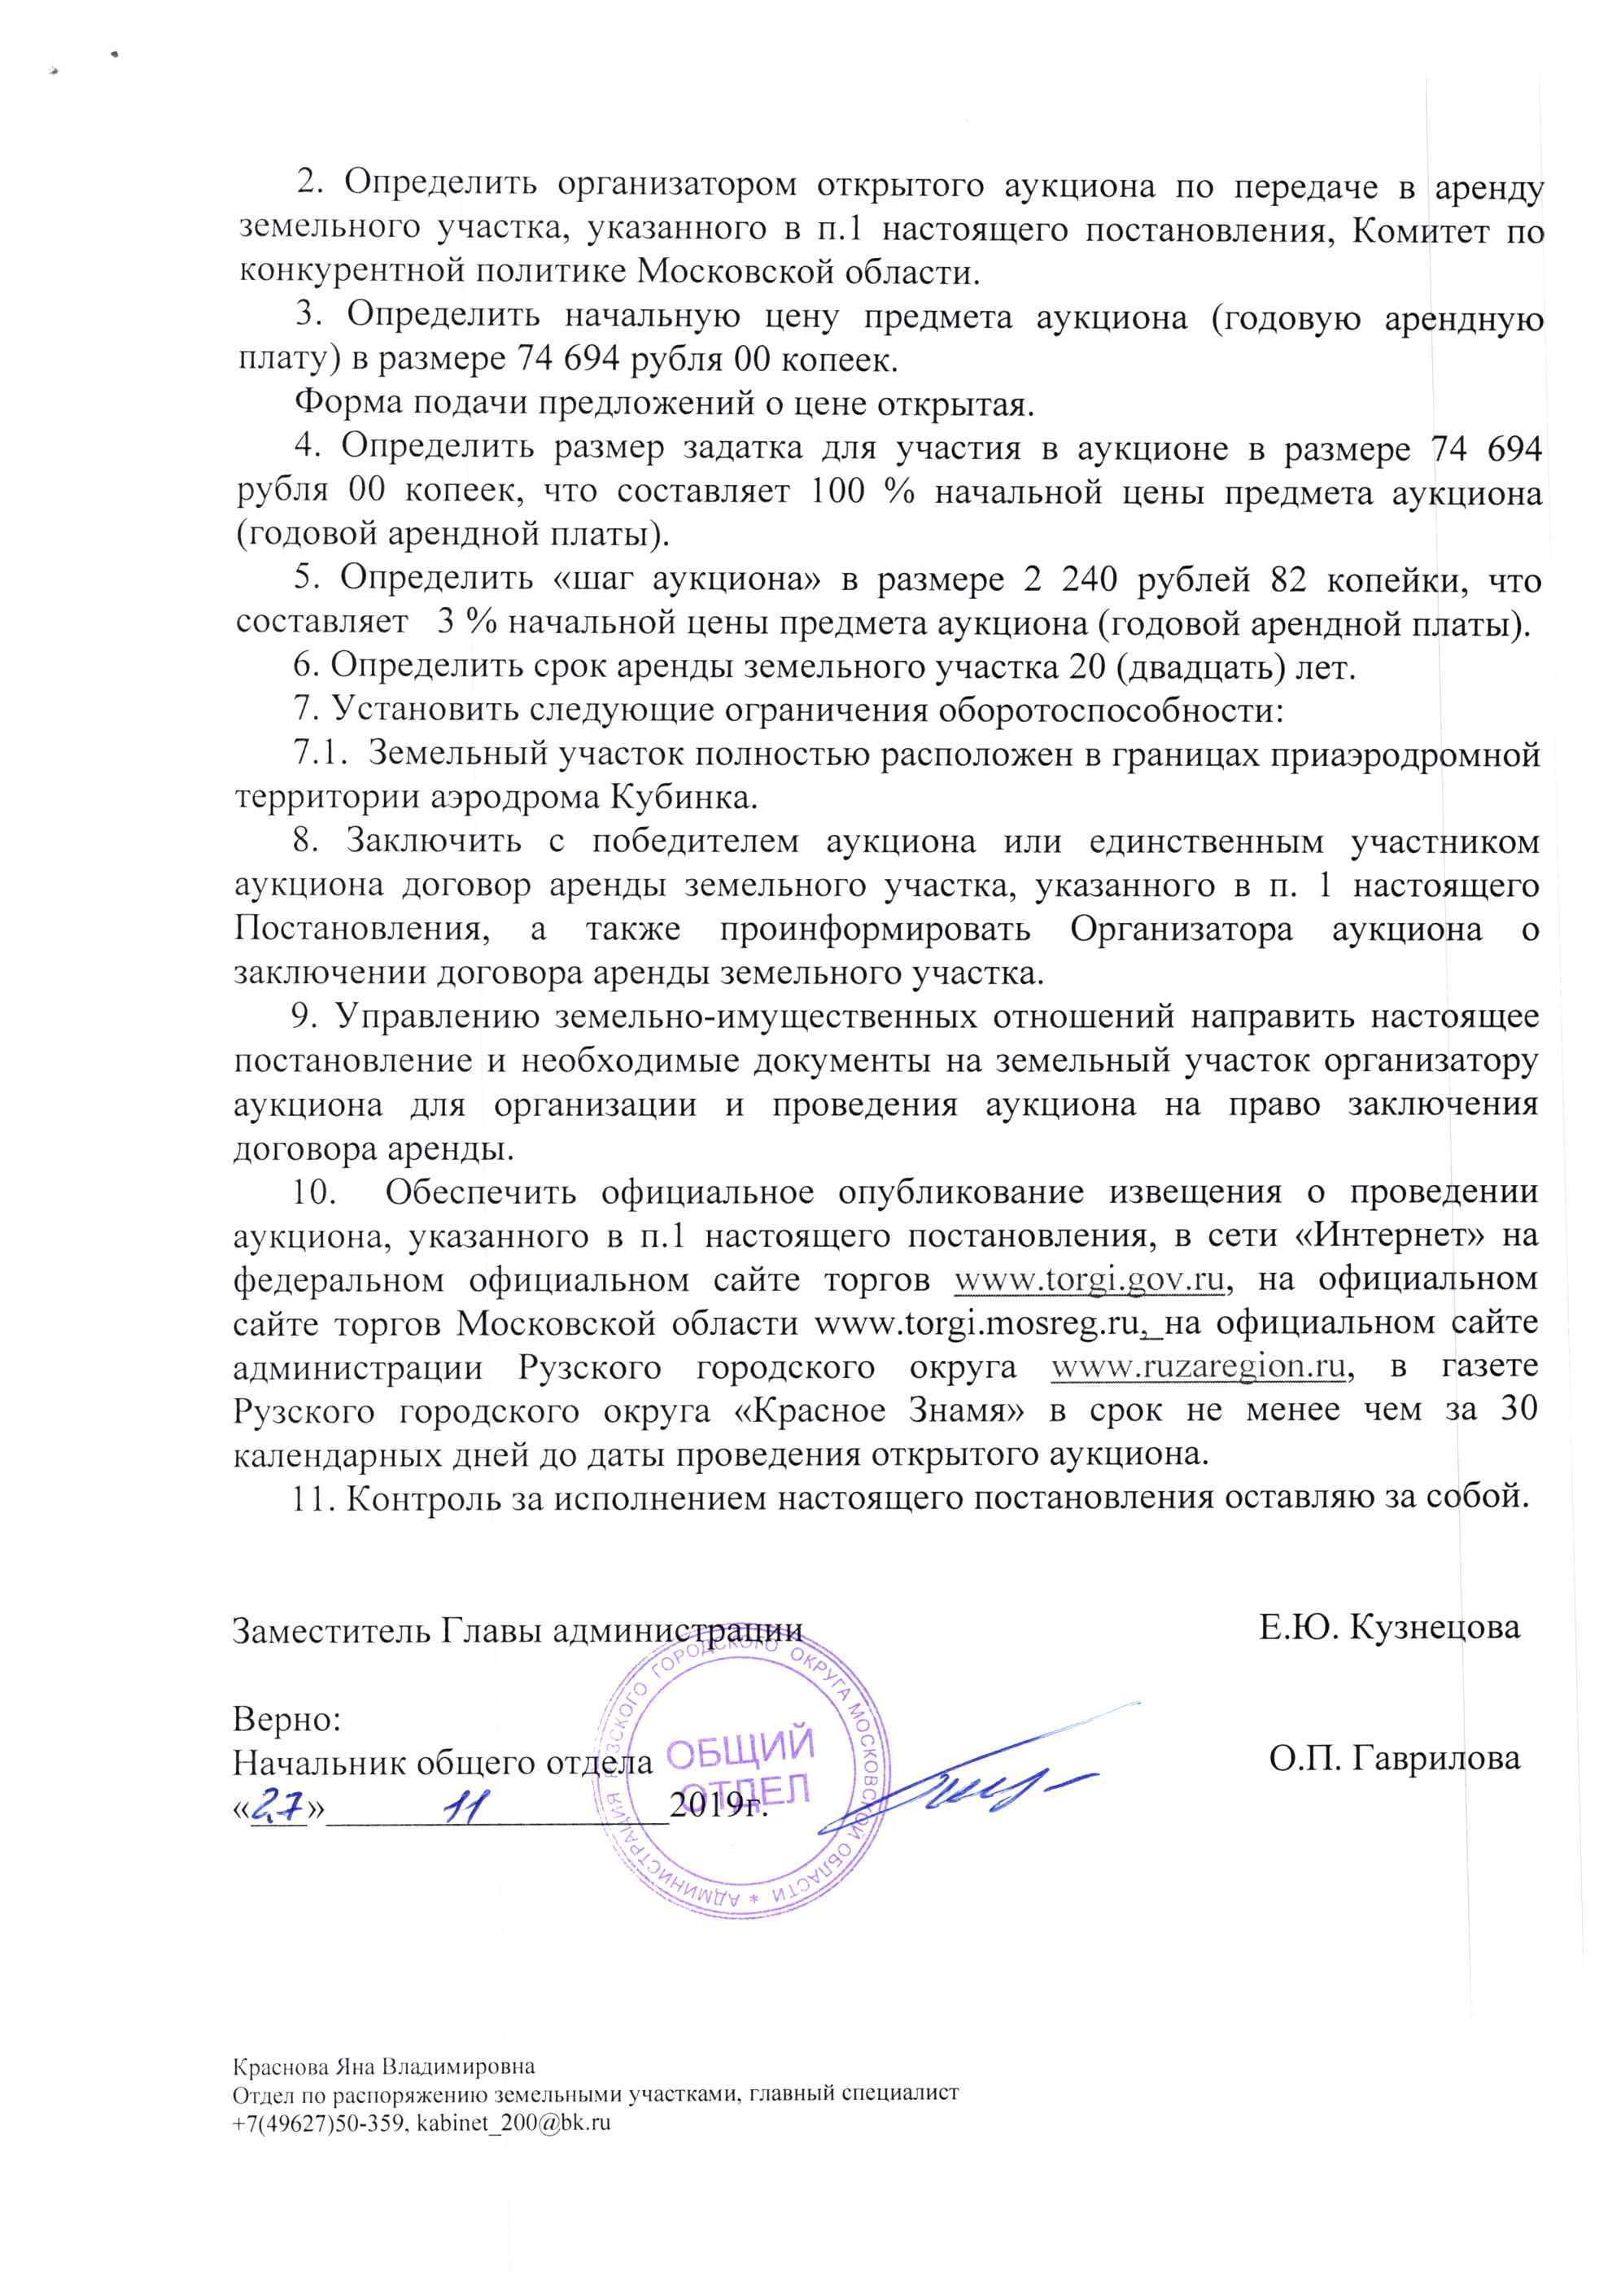 2. Определить организатором открытого аукциона по передаче в аренду
земельного участка, указанного в п.1 настоящего постановления, Комитет по
конкурентной политике Московской области.
3. Определить начальную цену предмета аукциона (годовую арендную
плату) в размере 74 694 рубля 00 копеек.
Форма подачи предложений о цене открытая.
4. Определить размер задатка для участия в аукционе в размере 74 694
рубля 00 копеек, что составляет 100 % начальной цены предмета аукциона
(годовой арендной платы).
5. Определить «шаг аукциона» в размере 2 240 рублей 82 копейки, что
составляет 3 % начальной цены предмета аукциона (годовой арендной платы).
6. Определить срок аренды земельного участка 20 (двадцать) лет.
7. Установить следующие ограничения оборотоспособности:
7.1. Земельный участок полностью расположен в границах приаэродромной
территории аэродрома Кубинка.
8. Заключить с победителем аукциона или единственным участником
аукциона договор аренды земельного участка, указанного в п. 1 настоящего
Постановления, а также проинформировать Организатора аукциона о
заключении договора аренды земельного участка.
9. Управлению земельно-имущественных отношений направить настоящее
постановление и необходимые документы на земельный участок организатору
аукциона для организации и проведения аукциона на право заключения
договора аренды.
10. Обеспечить официальное опубликование извещения о проведении
аукциона, указанного в п.1 настоящего постановления, в сети «Интернет» на
федеральном официальном сайте торгов www.torgi.gov.ru, на официальном
сайте торгов Московской области www.torgi.mosreg.ru, на официальном сайте
администрации Рузского городского округа www.ruzaregion.ru, в газете
Рузского городского округа «Красное Знамя» в срок не менее чем за 30
календарных дней до даты проведения открытого аукциона.
11. Контроль за исполнением настоящего постановления оставляю за собой.
Заместитель Главы администрации Е.Ю. Кузнецова
Верно:
Начальник общего отдела О.П. Гаврилова
«27» 11 2019г.
АДМИНИСТРАЦИЯ РУЗСКОГО ГОРОДСКОГО ОКРУГА МОСКОВСКОЙ ОБЛАСТИ *
ОБЩИЙ
ОТДЕЛ
Краснова Яна Владимировна
Отдел по распоряжению земельными участками, главный специалист
+7(49627)50-359, kabinet_200@bk.ru